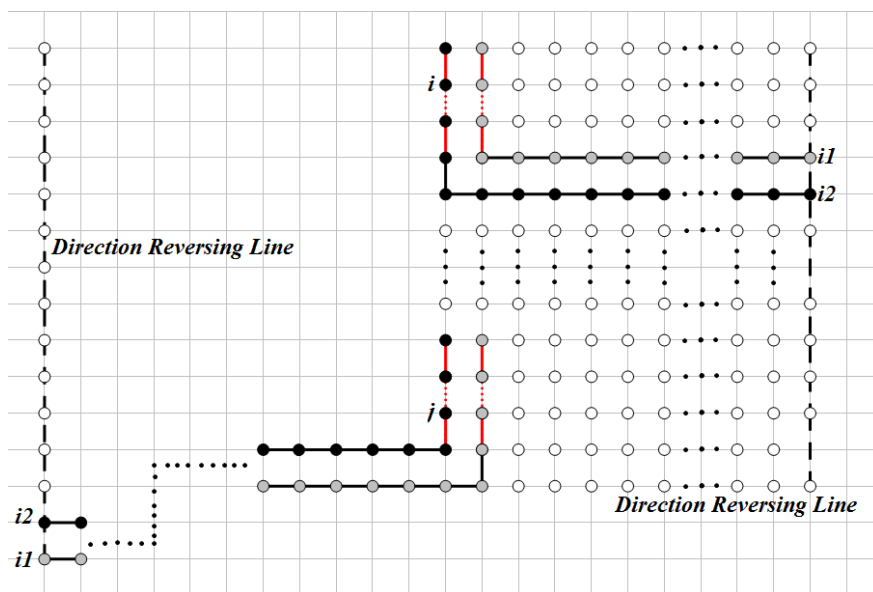 i
i1
i2
Direction Reversing Line
j
Direction Reversing Line
i2
i1